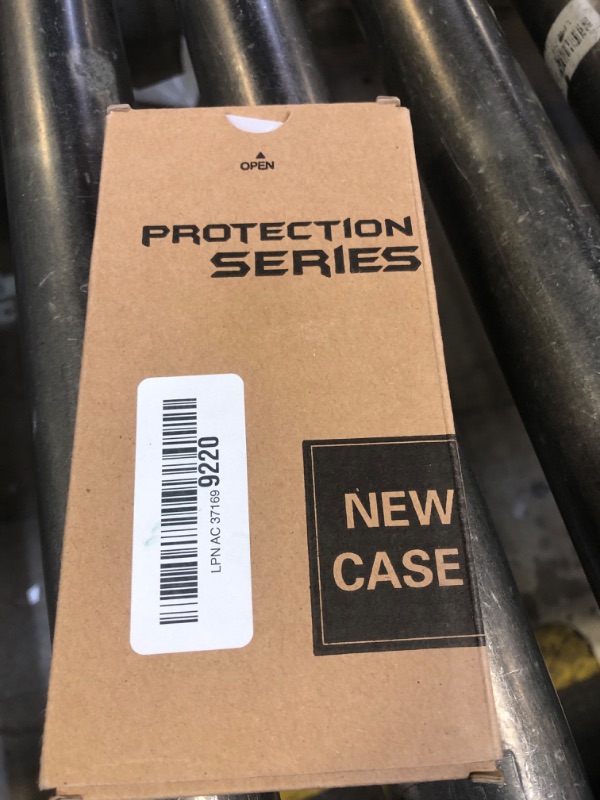 OPEN
PROTECTION
SERIES
LPN AC 37169 9220
NEW
CASE